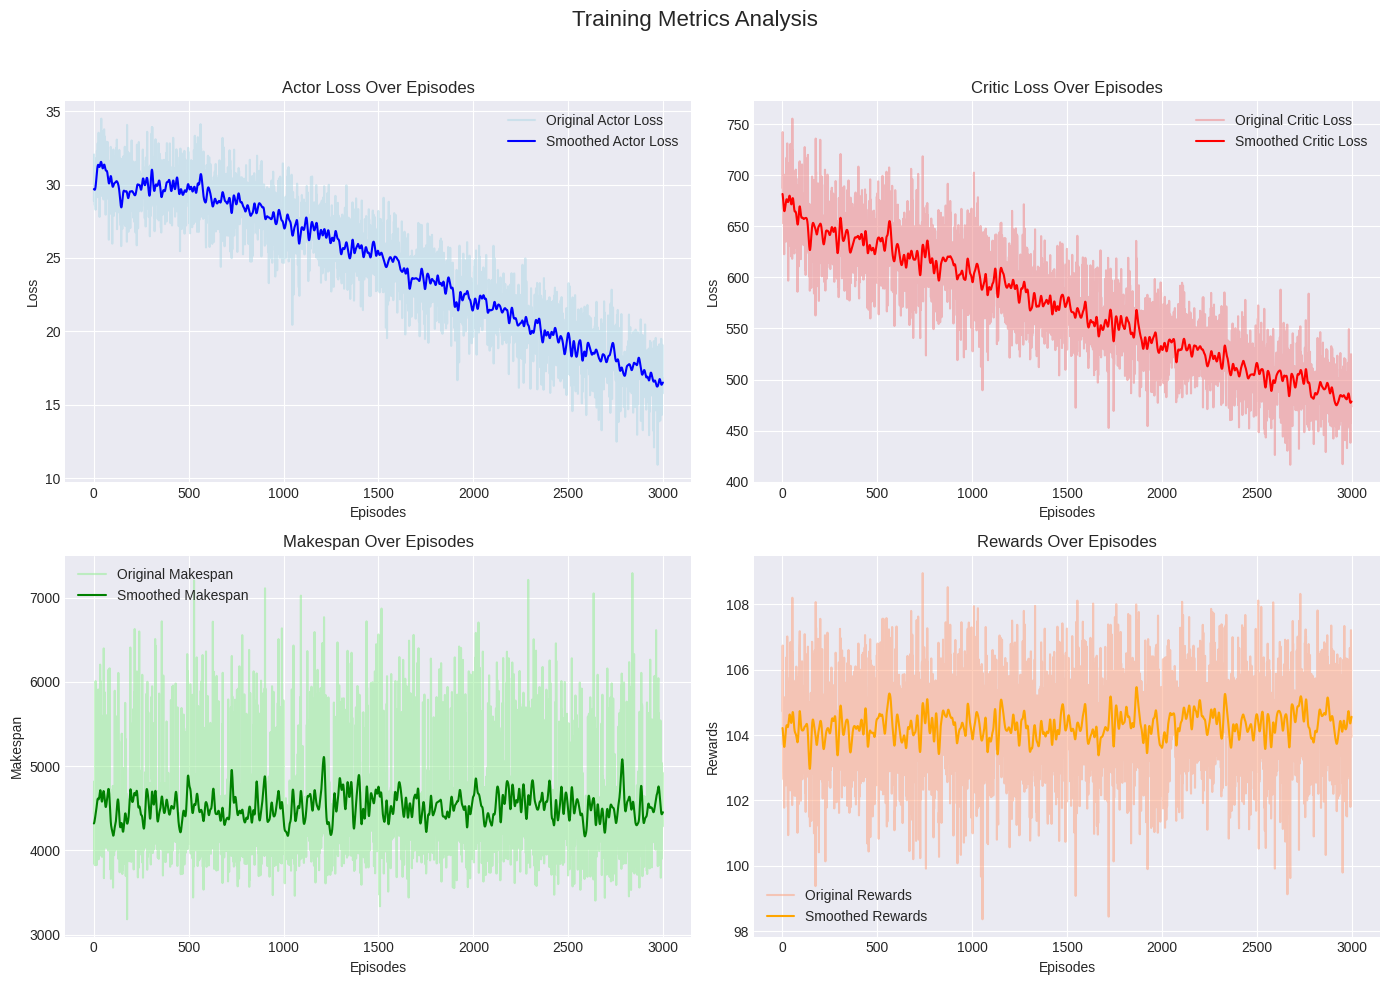 Training Metrics Analysis
Actor Loss Over Episodes
Original Actor Loss
Smoothed Actor Loss
35
30
25
20
15
10
Loss
0 500 1000 1500 2000 2500 3000
Episodes
Critic Loss Over Episodes
Original Critic Loss
Smoothed Critic Loss
750
700
650
600
550
500
450
400
Loss
0 500 1000 1500 2000 2500 3000
Episodes
Makespan Over Episodes
Original Makespan
Smoothed Makespan
7000
6000
5000
4000
3000
Makespan
0 500 1000 1500 2000 2500 3000
Episodes
Rewards Over Episodes
108
106
104
102
100
98
Rewards
Original Rewards
Smoothed Rewards
0 500 1000 1500 2000 2500 3000
Episodes